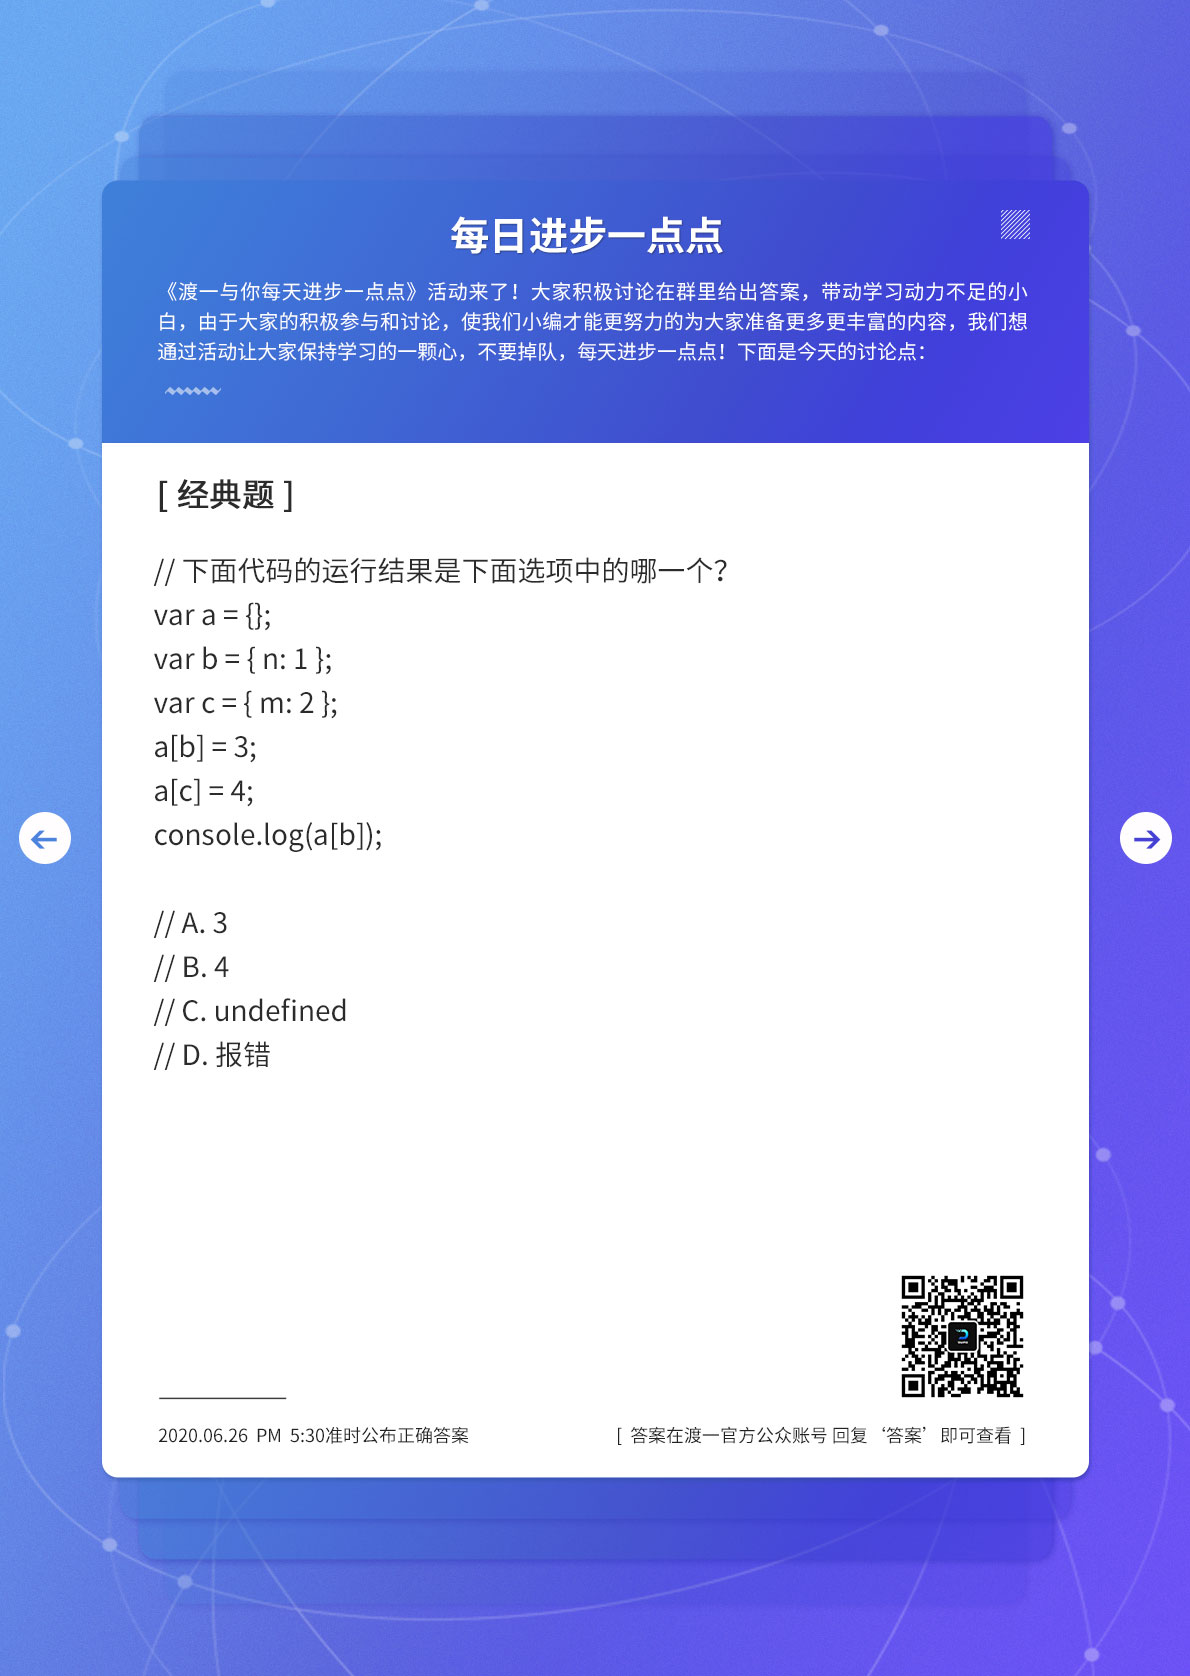 每日进步一点点
《渡一与你每天进步一点点》活动来了！大家积极讨论在群里给出答案，带动学习动力不足的小
白，由于大家的积极参与和讨论，使我们小编才能更努力的为大家准备更多更丰富的内容，我们想
通过活动让大家保持学习的一颗心，不要掉队，每天进步一点点！下面是今天的讨论点：
[ 经典题 ]
// 下面代码的运行结果是下面选项中的哪一个？
var a = {};
var b = { n: 1 };
var c = { m: 2 };
a[b] = 3;
a[c] = 4;
console.log(a[b]);
// A. 3
// B. 4
// C. undefined
// D. 报错
2020.06.26 PM 5:30准时公布正确答案
[ 答案在渡一官方公众账号 回复 ‘答案’ 即可查看 ]